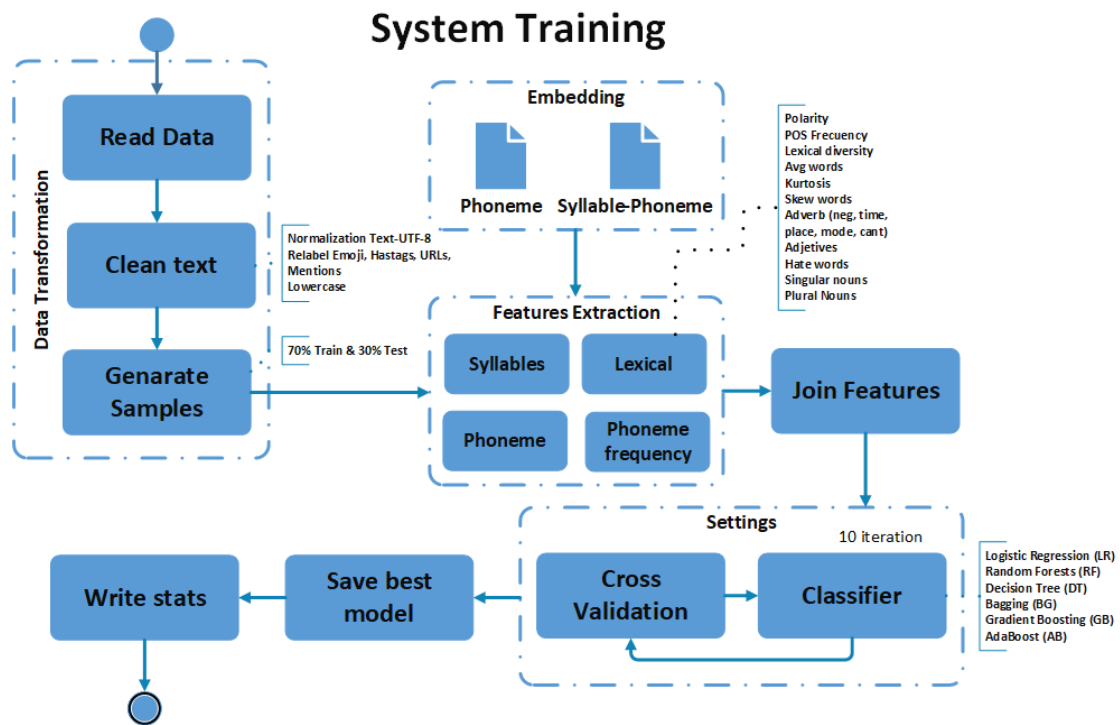 System Training
Data Transformation
Read Data
Clean text
Normalization Text-UTF-8
Relabel Emoji, Hastags, URLs,
Mentions
Lowercase
Genarate
Samples
70% Train & 30% Test
Embedding
Phoneme
Syllable-Phoneme
Polarity
POS Frecuency
Lexical diversity
Avg words
Kurtosis
Skew words
Adverb (neg, time,
place, mode, cant)
Adjetives
Hate words
Singular nouns
Plural Nouns
Features Extraction
Syllables
Lexical
Phoneme
Phoneme
frequency
Join Features
Settings
10 iteration
Cross
Validation
Classifier
Logistic Regression (LR)
Random Forests (RF)
Decision Tree (DT)
Bagging (BG)
Gradient Boosting (GB)
AdaBoost (AB)
Save best
model
Write stats